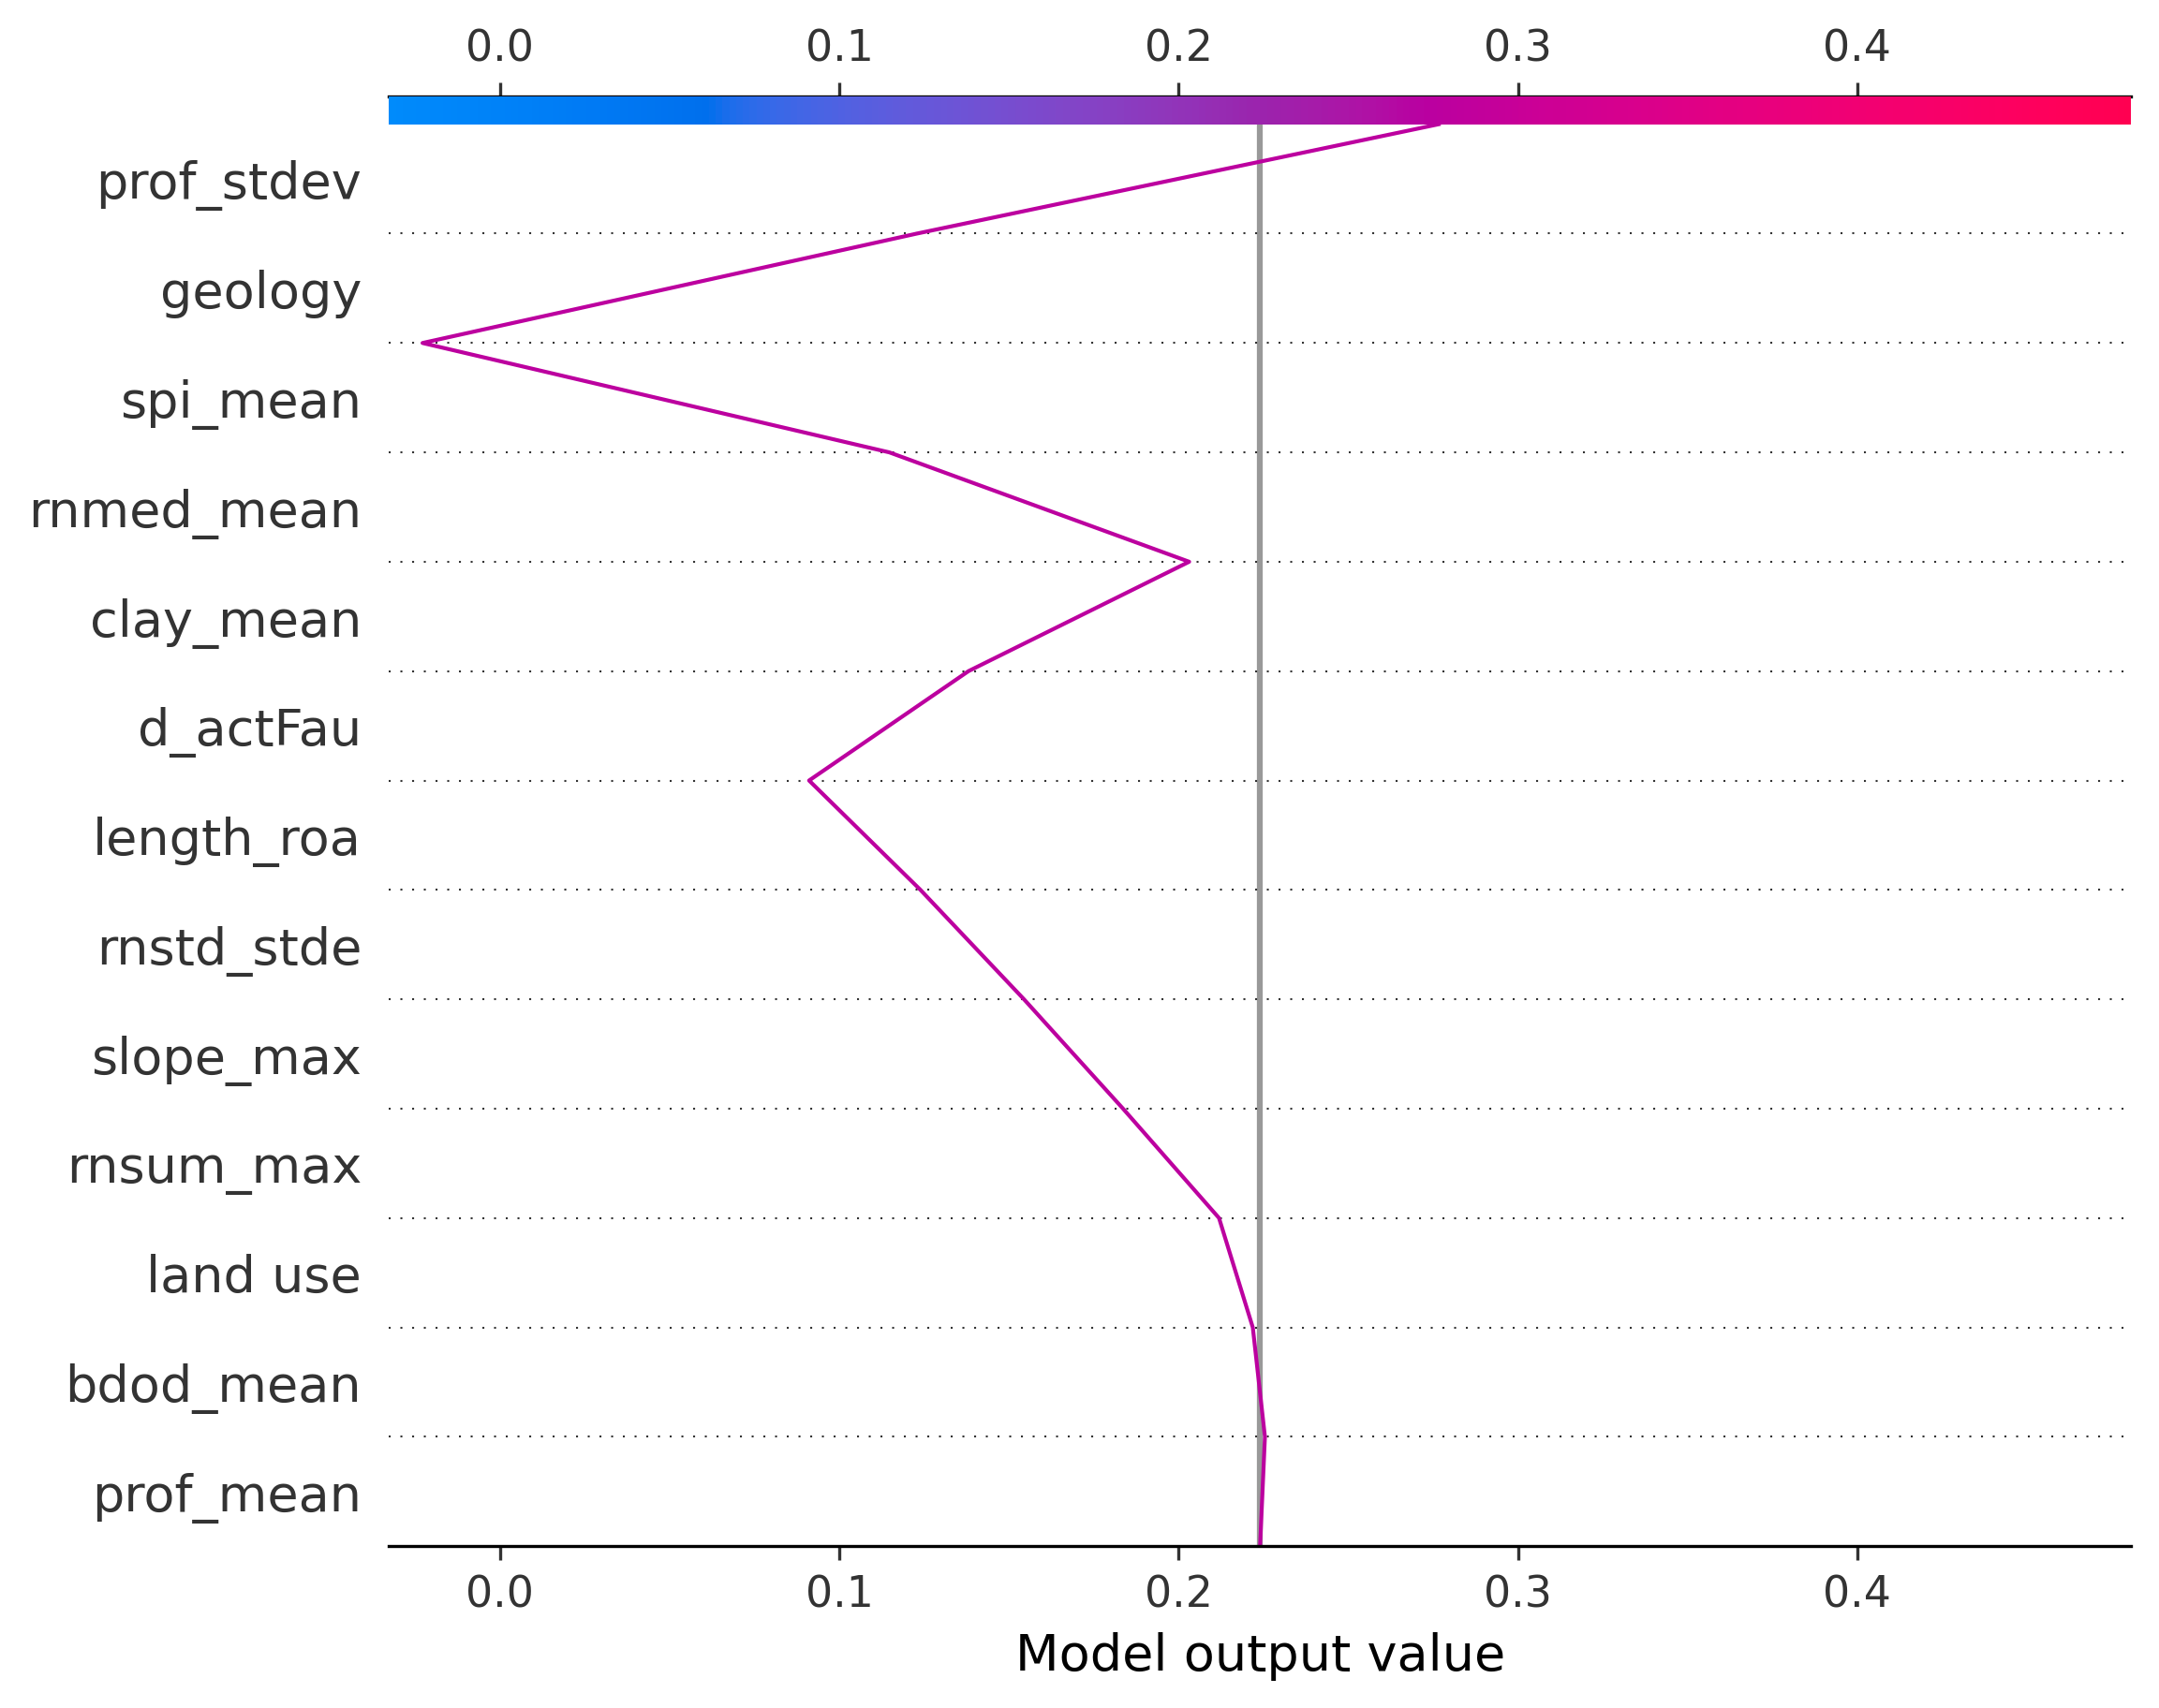 0.0 0.1 0.2 0.3 0.4
prof_stdev
geology
spi_mean
rnmed_mean
clay_mean
d_actFau
length_roa
rnstd_stde
slope_max
rnsum_max
land use
bdod_mean
prof_mean
0.0 0.1 0.2 0.3 0.4
Model output value